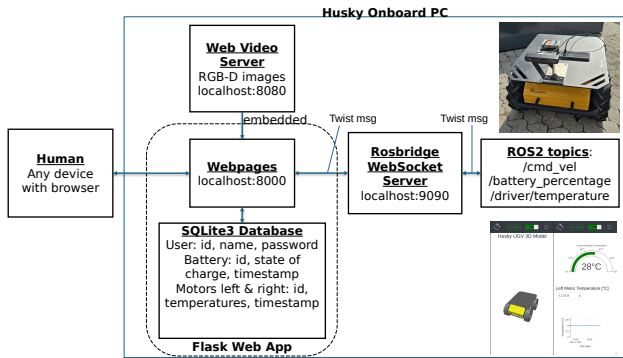 Husky Onboard PC
Web Video
Server
RGB-D images
localhost:8080
embedded
Twist msg
Twist msg
Human
Any device
with browser
Webpages
localhost:8000
Rosbridge
WebSocket
Server
localhost:9090
ROS2 topics:
/cmd_vel
/battery_percentage
/driver/temperature
SQLite3 Database
User: id, name, password
Battery: id, state of
charge, timestamp
Motors left & right: id,
temperatures, timestamp
Flask Web App
Husky UGV 3D Model
28°C
Left Motor Temperature [°C]